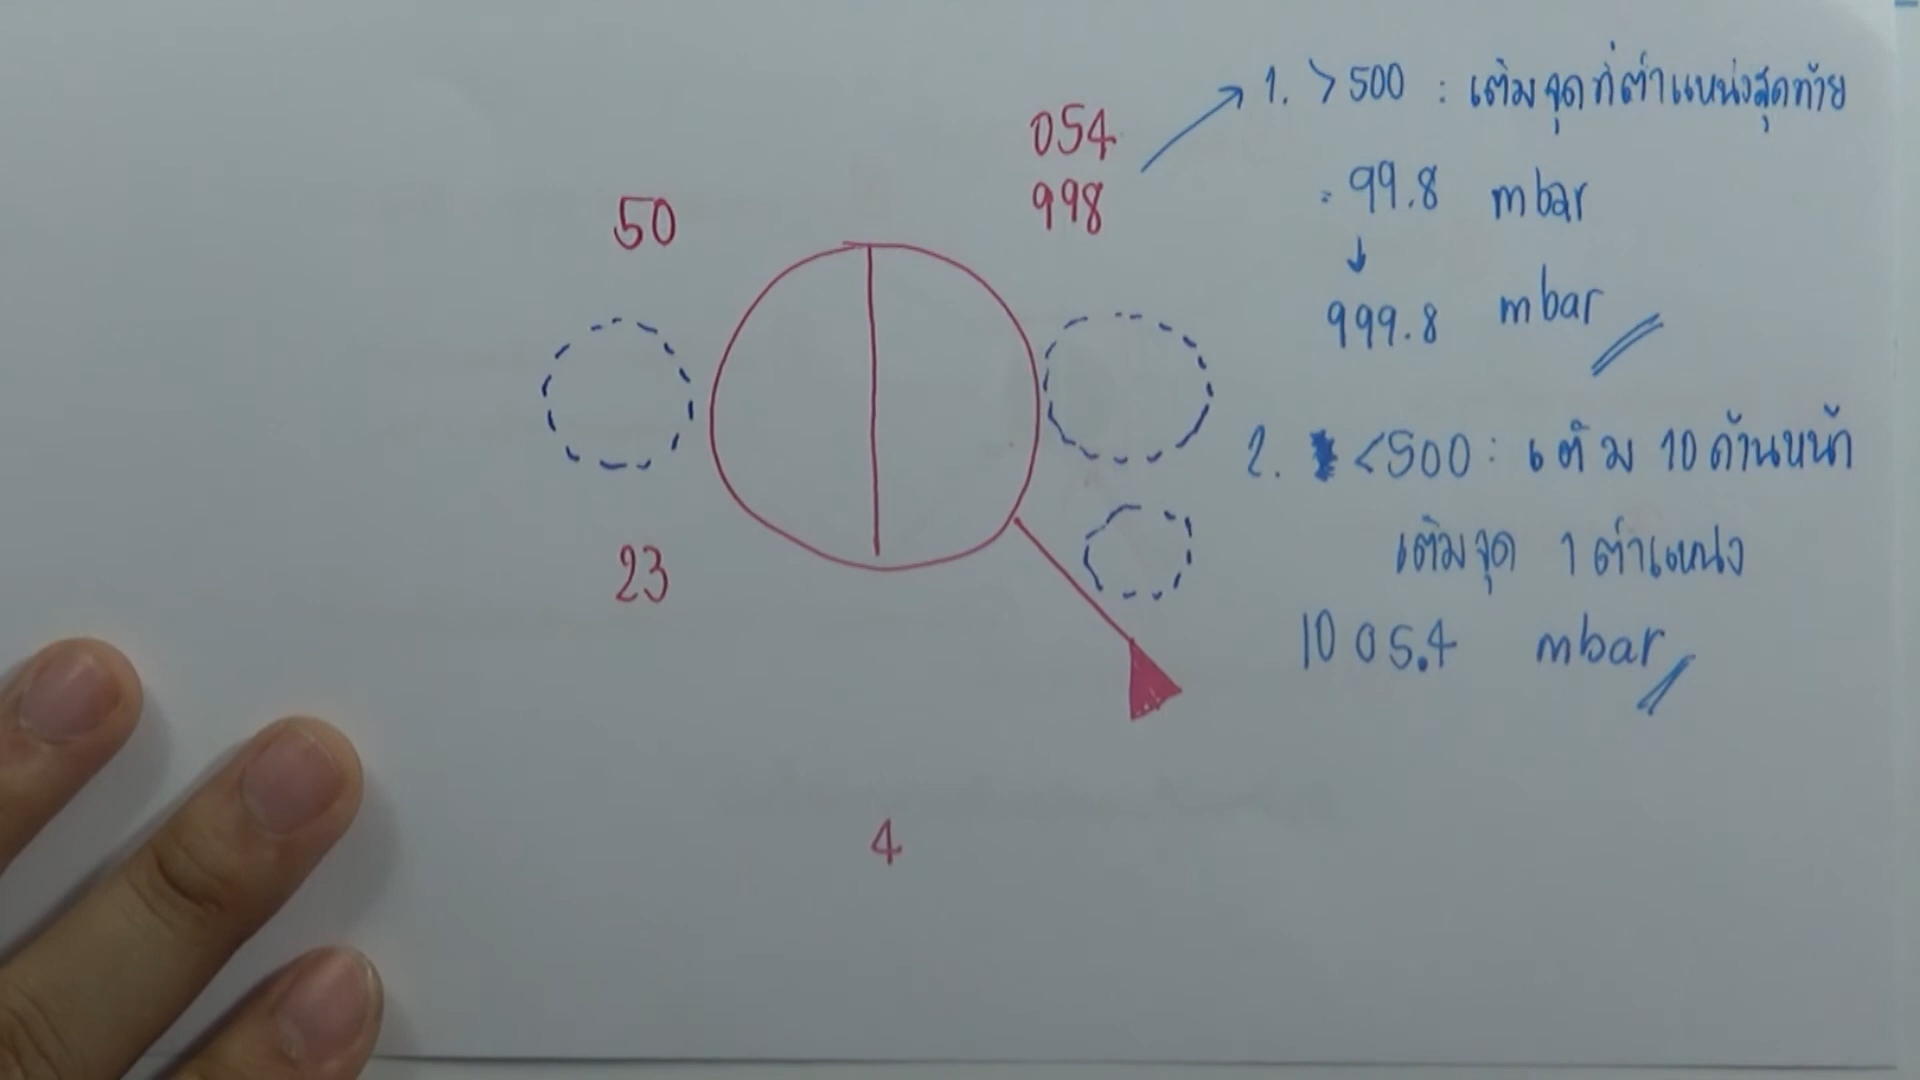 50
054
998
23
4
1. > 500 : เติมจุดที่ตำแหน่งสุดท้าย
= 99.8 mbar
↓
999.8 mbar
2. < 500 : เติม 10 ด้านหน้า
เติมจุด 1 ตำแหน่ง
10 05.4 mbar